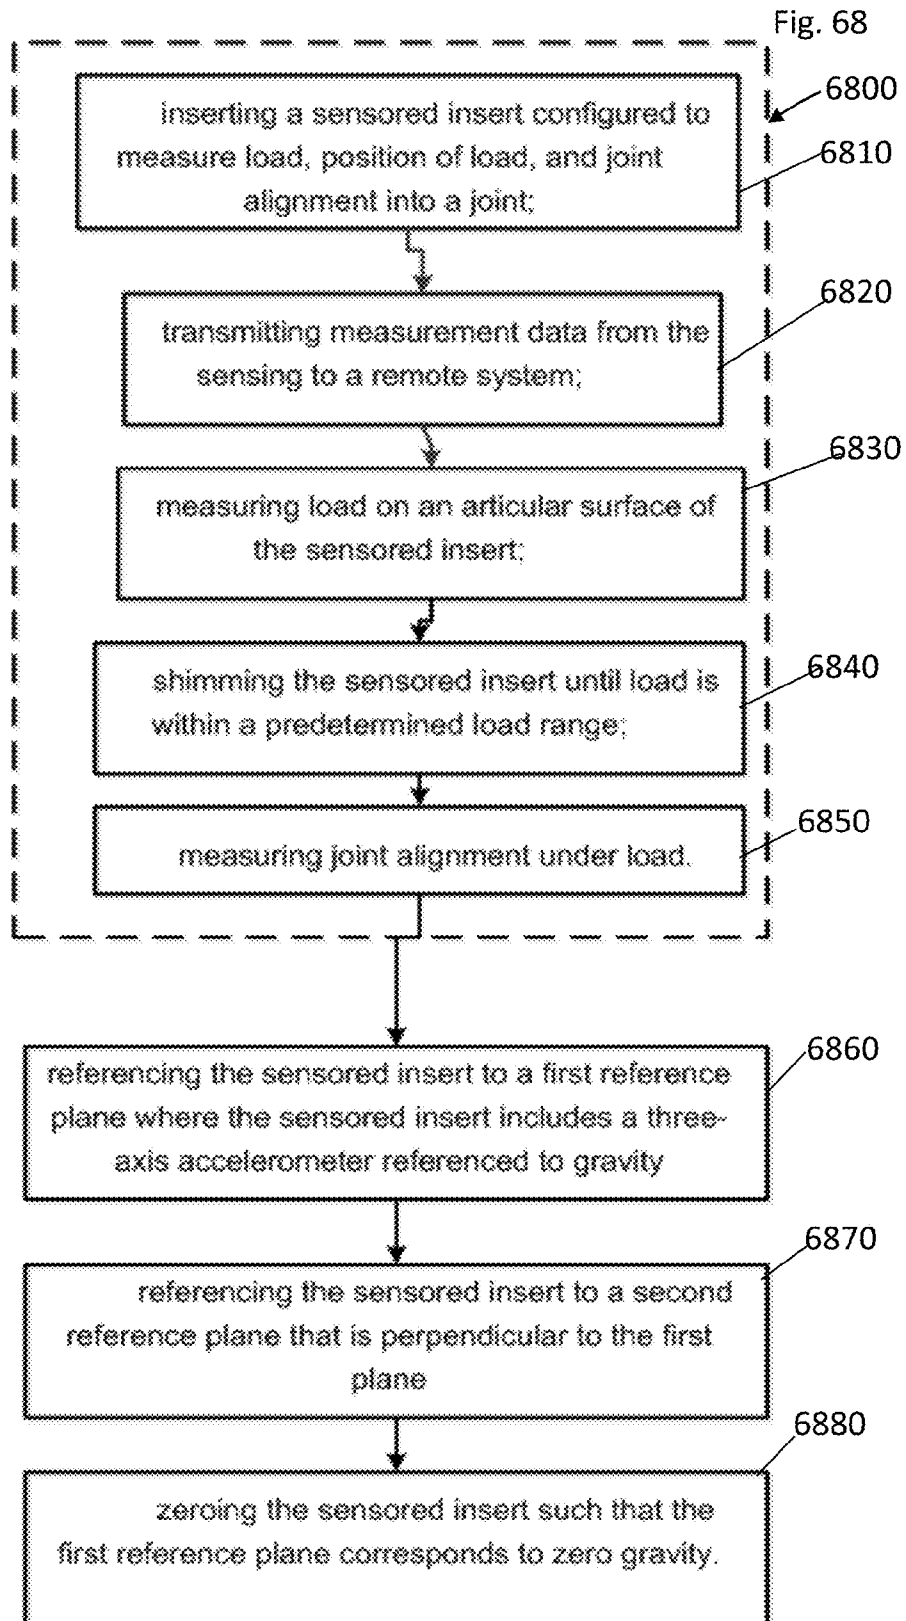 Fig. 68
6800
inserting a sensored insert configured to
measure load, position of load, and joint
alignment into a joint;
6810
transmitting measurement data from the
sensing to a remote system;
6820
measuring load on an articular surface of
the sensored insert;
6830
shimming the sensored insert until load is
within a predetermined load range;
6840
measuring joint alignment under load.
6850
referencing the sensored insert to a first reference
plane where the sensored insert includes a three-
axis accelerometer referenced to gravity
6860
referencing the sensored insert to a second
reference plane that is perpendicular to the first
plane
6870
zeroing the sensored insert such that the
first reference plane corresponds to zero gravity.
6880